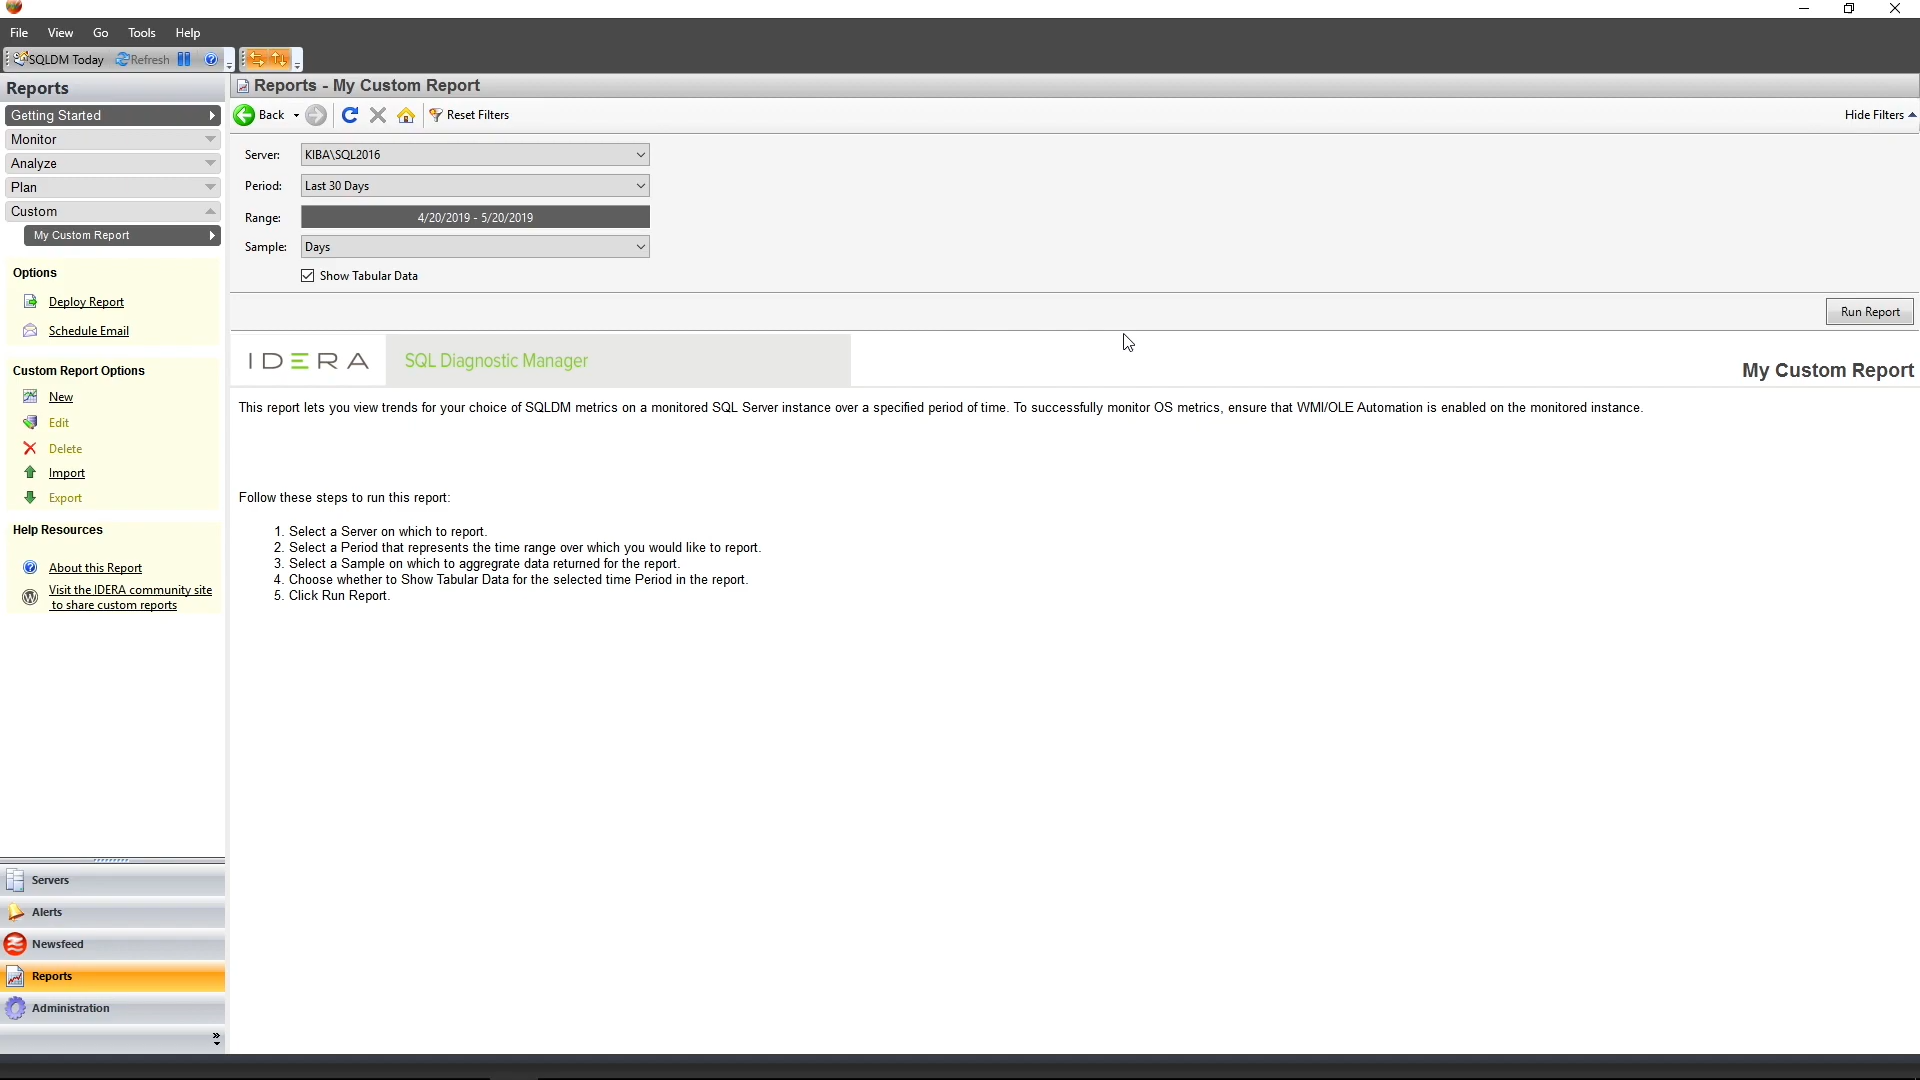 File View Go Tools Help
SQLDM Today Refresh
Reports
Reports - My Custom Report
Getting Started
Back Reset Filters Hide Filters
Monitor
Analyze
Plan
Custom
My Custom Report
Server: KIBA\SQL2016
Period: Last 30 Days
Range: 4/20/2019 - 5/20/2019
Sample: Days
Show Tabular Data
Run Report
Options
Deploy Report
Schedule Email
Custom Report Options
New
Edit
Delete
Import
Export
Help Resources
About this Report
Visit the IDERA community site
to share custom reports
IDERA SQL Diagnostic Manager
My Custom Report
This report lets you view trends for your choice of SQLDM metrics on a monitored SQL Server instance over a specified period of time. To successfully monitor OS metrics, ensure that WMI/OLE Automation is enabled on the monitored instance.
Follow these steps to run this report:
1. Select a Server on which to report.
2. Select a Period that represents the time range over which you would like to report.
3. Select a Sample on which to aggregrate data returned for the report.
4. Choose whether to Show Tabular Data for the selected time Period in the report.
5. Click Run Report.
Servers
Alerts
Newsfeed
Reports
Administration